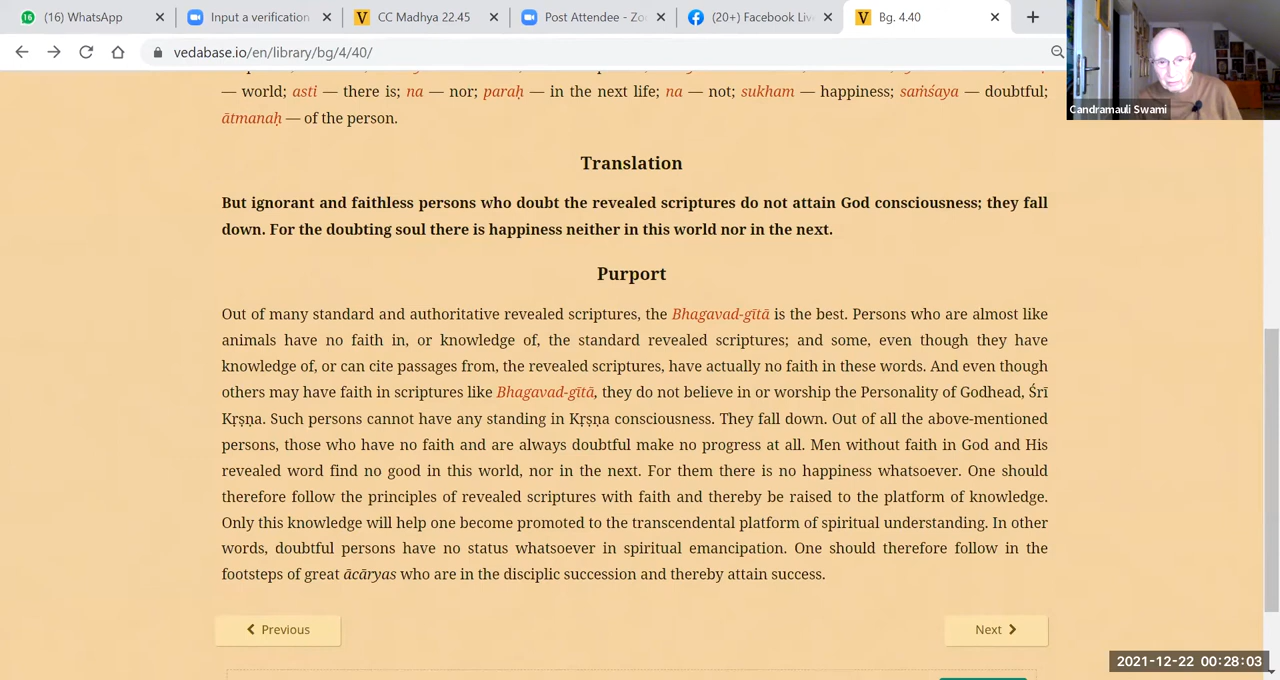 (16) WhatsApp
Input a verification
CC Madhya 22.45
Post Attendee - Zo
(20+) Facebook Liv
Bg. 4.40
vedabase.io/en/library/bg/4/40/
Candramauli Swami
— world; asti — there is; na — nor; paraḥ — in the next life; na — not; sukham — happiness; saṁśaya — doubtful;
ātmanaḥ — of the person.
Translation
But ignorant and faithless persons who doubt the revealed scriptures do not attain God consciousness; they fall
down. For the doubting soul there is happiness neither in this world nor in the next.
Purport
Out of many standard and authoritative revealed scriptures, the Bhagavad-gītā is the best. Persons who are almost like
animals have no faith in, or knowledge of, the standard revealed scriptures; and some, even though they have
knowledge of, or can cite passages from, the revealed scriptures, have actually no faith in these words. And even though
others may have faith in scriptures like Bhagavad-gītā, they do not believe in or worship the Personality of Godhead, Śrī
Kṛṣṇa. Such persons cannot have any standing in Kṛṣṇa consciousness. They fall down. Out of all the above-mentioned
persons, those who have no faith and are always doubtful make no progress at all. Men without faith in God and His
revealed word find no good in this world, nor in the next. For them there is no happiness whatsoever. One should
therefore follow the principles of revealed scriptures with faith and thereby be raised to the platform of knowledge.
Only this knowledge will help one become promoted to the transcendental platform of spiritual understanding. In other
words, doubtful persons have no status whatsoever in spiritual emancipation. One should therefore follow in the
footsteps of great ācāryas who are in the disciplic succession and thereby attain success.
Previous
Next
2021-12-22 00:28:03